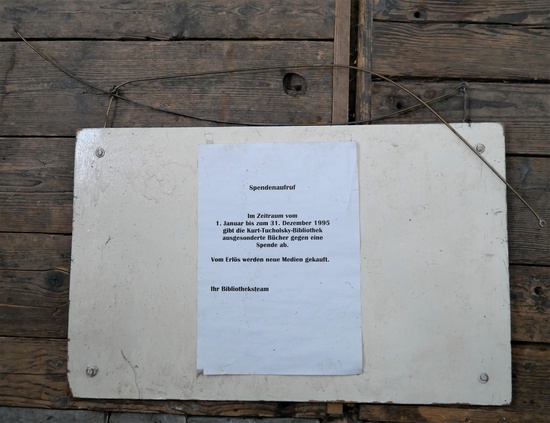 Spendenaufruf
Im Zeitraum vom
1. Januar bis zum 31. Dezember 1995
gibt die Kurt-Tucholsky-Bibliothek
ausgesonderte Bücher gegen eine
Spende ab.
Vom Erlös werden neue Medien gekauft.
Ihr Bibliotheksteam